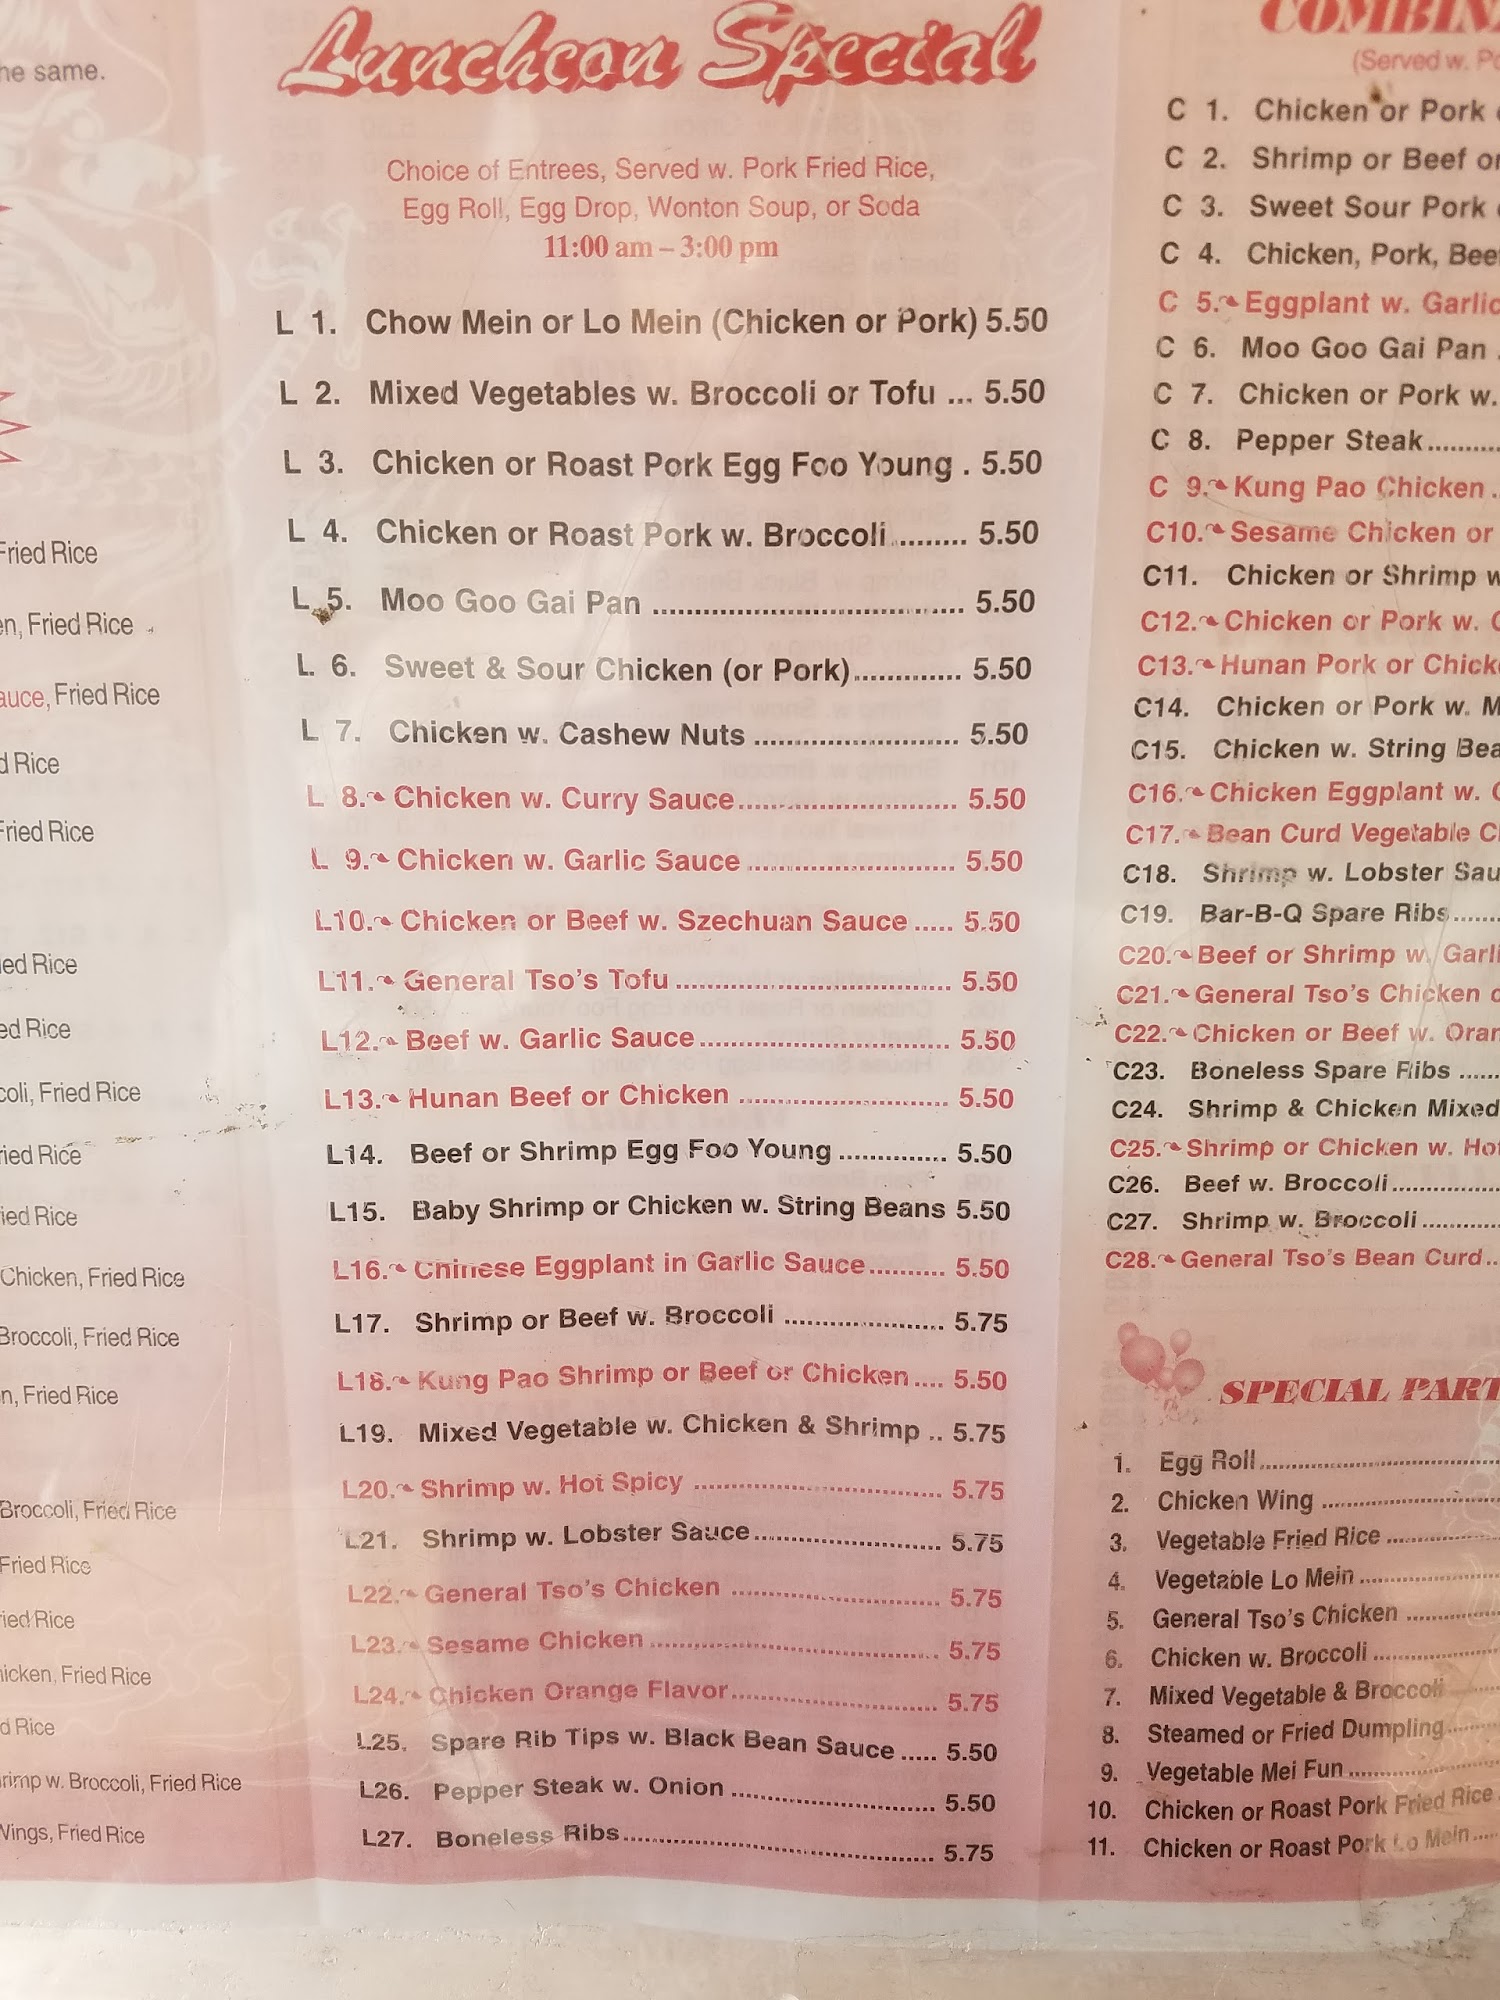 he same.
Fried Rice
en, Fried Rice
auce, Fried Rice
d Rice
Fried Rice
ied Rice
ed Rice
coli, Fried Rice
ried Rice
ied Rice
Chicken, Fried Rice
Broccoli, Fried Rice
n, Fried Rice
Broccoli, Fried Rice
Fried Rice
ried Rice
hicken, Fried Rice
d Rice
rimp w. Broccoli, Fried Rice
Wings, Fried Rice
Luncheon Special
Choice of Entrees, Served w. Pork Fried Rice,
Egg Roll, Egg Drop, Wonton Soup, or Soda
11:00 am – 3:00 pm
L 1. Chow Mein or Lo Mein (Chicken or Pork) 5.50
L 2. Mixed Vegetables w. Broccoli or Tofu ... 5.50
L 3. Chicken or Roast Pork Egg Foo Young . 5.50
L 4. Chicken or Roast Pork w. Broccoli ......... 5.50
L 5. Moo Goo Gai Pan .................................... 5.50
L 6. Sweet & Sour Chicken (or Pork)............. 5.50
L 7. Chicken w. Cashew Nuts ........................ 5.50
L 8. Chicken w. Curry Sauce.......................... 5.50
L 9. Chicken w. Garlic Sauce ........................ 5.50
L10. Chicken or Beef w. Szechuan Sauce ..... 5.50
L11. General Tso's Tofu ................................. 5.50
L12. Beef w. Garlic Sauce.............................. 5.50
L13. Hunan Beef or Chicken ......................... 5.50
L14. Beef or Shrimp Egg Foo Young ............. 5.50
L15. Baby Shrimp or Chicken w. String Beans 5.50
L16. Chinese Eggplant in Garlic Sauce.......... 5.50
L17. Shrimp or Beef w. Broccoli .................... 5.75
L18. Kung Pao Shrimp or Beef or Chicken.... 5.50
L19. Mixed Vegetable w. Chicken & Shrimp .. 5.75
L20. Shrimp w. Hot Spicy ............................... 5.75
L21. Shrimp w. Lobster Sauce........................ 5.75
L22. General Tso's Chicken .......................... 5.75
L23. Sesame Chicken .................................... 5.75
L24. Chicken Orange Flavor.......................... 5.75
L25. Spare Rib Tips w. Black Bean Sauce ..... 5.50
L26. Pepper Steak w. Onion .......................... 5.50
L27. Boneless Ribs........................................ 5.75
COMBIN
(Served w. Po
C 1. Chicken or Pork
C 2. Shrimp or Beef or
C 3. Sweet Sour Pork
C 4. Chicken, Pork, Beef
C 5. Eggplant w. Garlic
C 6. Moo Goo Gai Pan .
C 7. Chicken or Pork w.
C 8. Pepper Steak..........
C 9. Kung Pao Chicken .
C10. Sesame Chicken or
C11. Chicken or Shrimp w
C12. Chicken or Pork w.
C13. Hunan Pork or Chick
C14. Chicken or Pork w. M
C15. Chicken w. String Bea
C16. Chicken Eggplant w.
C17. Bean Curd Vegetable C
C18. Shrimp w. Lobster Sau
C19. Bar-B-Q Spare Ribs.......
C20. Beef or Shrimp w. Garli
C21. General Tso's Chicken o
C22. Chicken or Beef w. Oran
C23. Boneless Spare Ribs ......
C24. Shrimp & Chicken Mixed
C25. Shrimp or Chicken w. Hot
C26. Beef w. Broccoli...............
C27. Shrimp w. Broccoli ...........
C28. General Tso's Bean Curd..
SPECIAL PART
1. Egg Roll..............................
2. Chicken Wing .....................
3. Vegetable Fried Rice ..............
4. Vegetable Lo Mein .................
5. General Tso's Chicken ...........
6. Chicken w. Broccoli ...............
7. Mixed Vegetable & Broccoli ......
8. Steamed or Fried Dumpling.......
9. Vegetable Mei Fun ..................
10. Chicken or Roast Pork Fried Rice
11. Chicken or Roast Pork Lo Mein.....